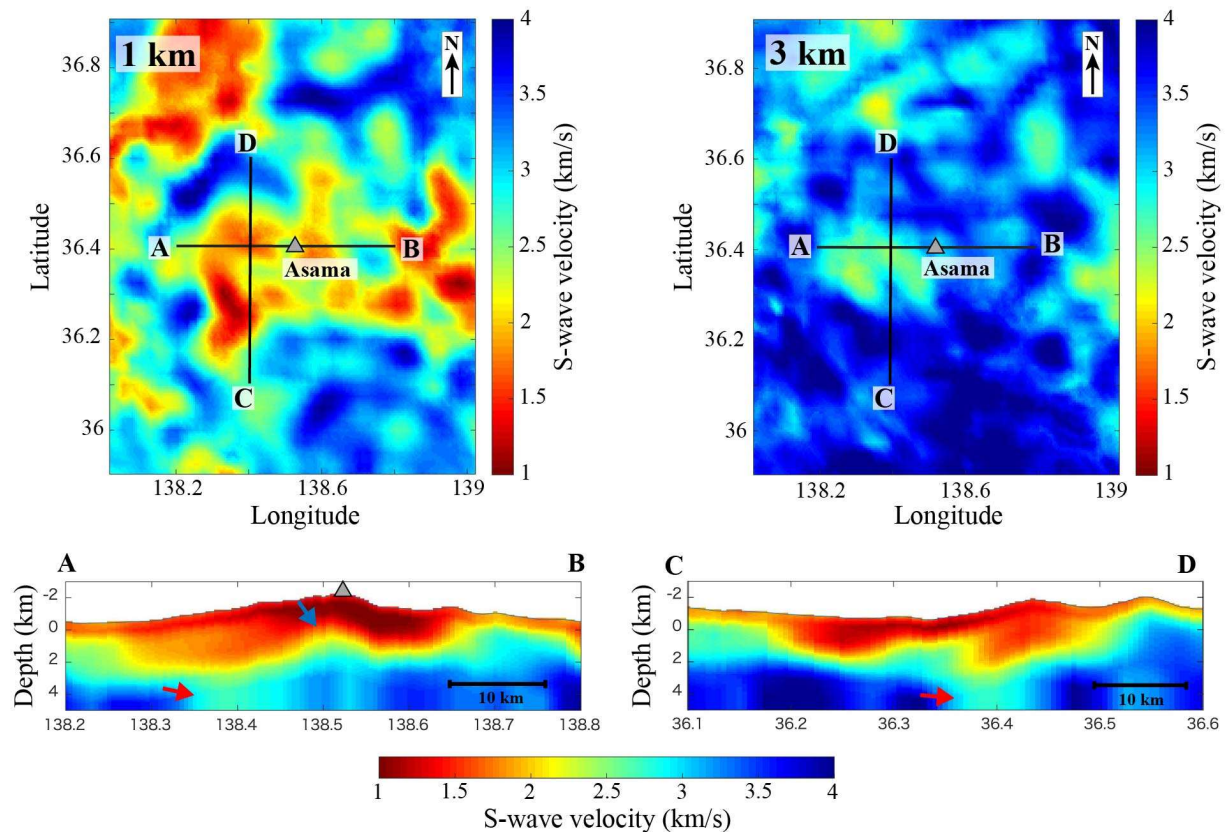 1 km
N
36.8
36.6
36.4
36.2
36
Latitude
138.2
138.6
139
Longitude
D
A
B
Asama
C
4
3.5
3
2.5
2
1.5
1
S-wave velocity (km/s)
3 km
N
36.8
36.6
36.4
36.2
36
Latitude
138.2
138.6
139
Longitude
D
A
B
Asama
C
4
3.5
3
2.5
2
1.5
1
S-wave velocity (km/s)
A
B
Depth (km)
-2
0
2
4
10 km
138.2 138.3 138.4 138.5 138.6 138.7 138.8
C
D
Depth (km)
-2
0
2
4
10 km
36.1 36.2 36.3 36.4 36.5 36.6
1 1.5 2 2.5 3 3.5 4
S-wave velocity (km/s)